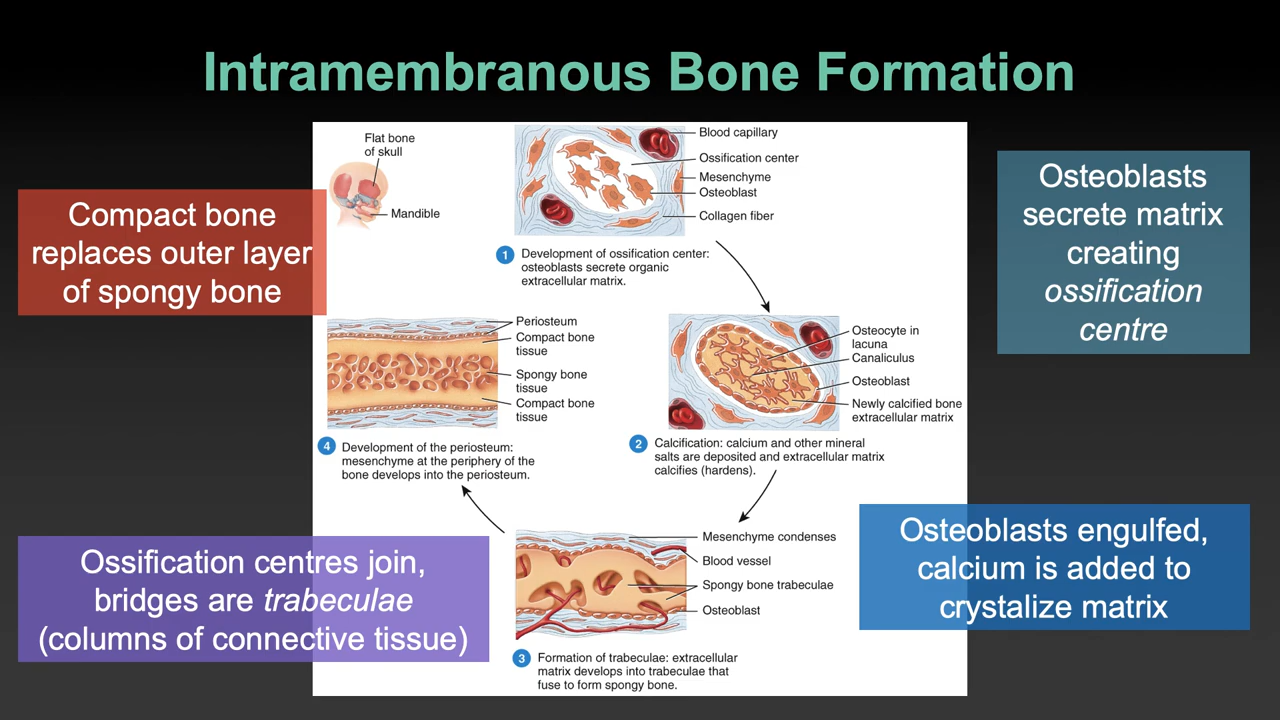 Intramembranous Bone Formation
Flat bone
of skull
Mandible
Blood capillary
Ossification center
Mesenchyme
Osteoblast
Collagen fiber
1 Development of ossification center:
osteoblasts secrete organic
extracellular matrix.
Osteoblasts
secrete matrix
creating
ossification
centre
Compact bone
replaces outer layer
of spongy bone
Periosteum
Compact bone
tissue
Spongy bone
tissue
Compact bone
tissue
4 Development of the periosteum:
mesenchyme at the periphery of the
bone develops into the periosteum.
Osteocyte in
lacuna
Canaliculus
Osteoblast
Newly calcified bone
extracellular matrix
2 Calcification: calcium and other mineral
salts are deposited and extracellular matrix
calcifies (hardens).
Osteoblasts engulfed,
calcium is added to
crystalize matrix
Ossification centres join,
bridges are trabeculae
(columns of connective tissue)
Mesenchyme condenses
Blood vessel
Spongy bone trabeculae
Osteoblast
3 Formation of trabeculae: extracellular
matrix develops into trabeculae that
fuse to form spongy bone.